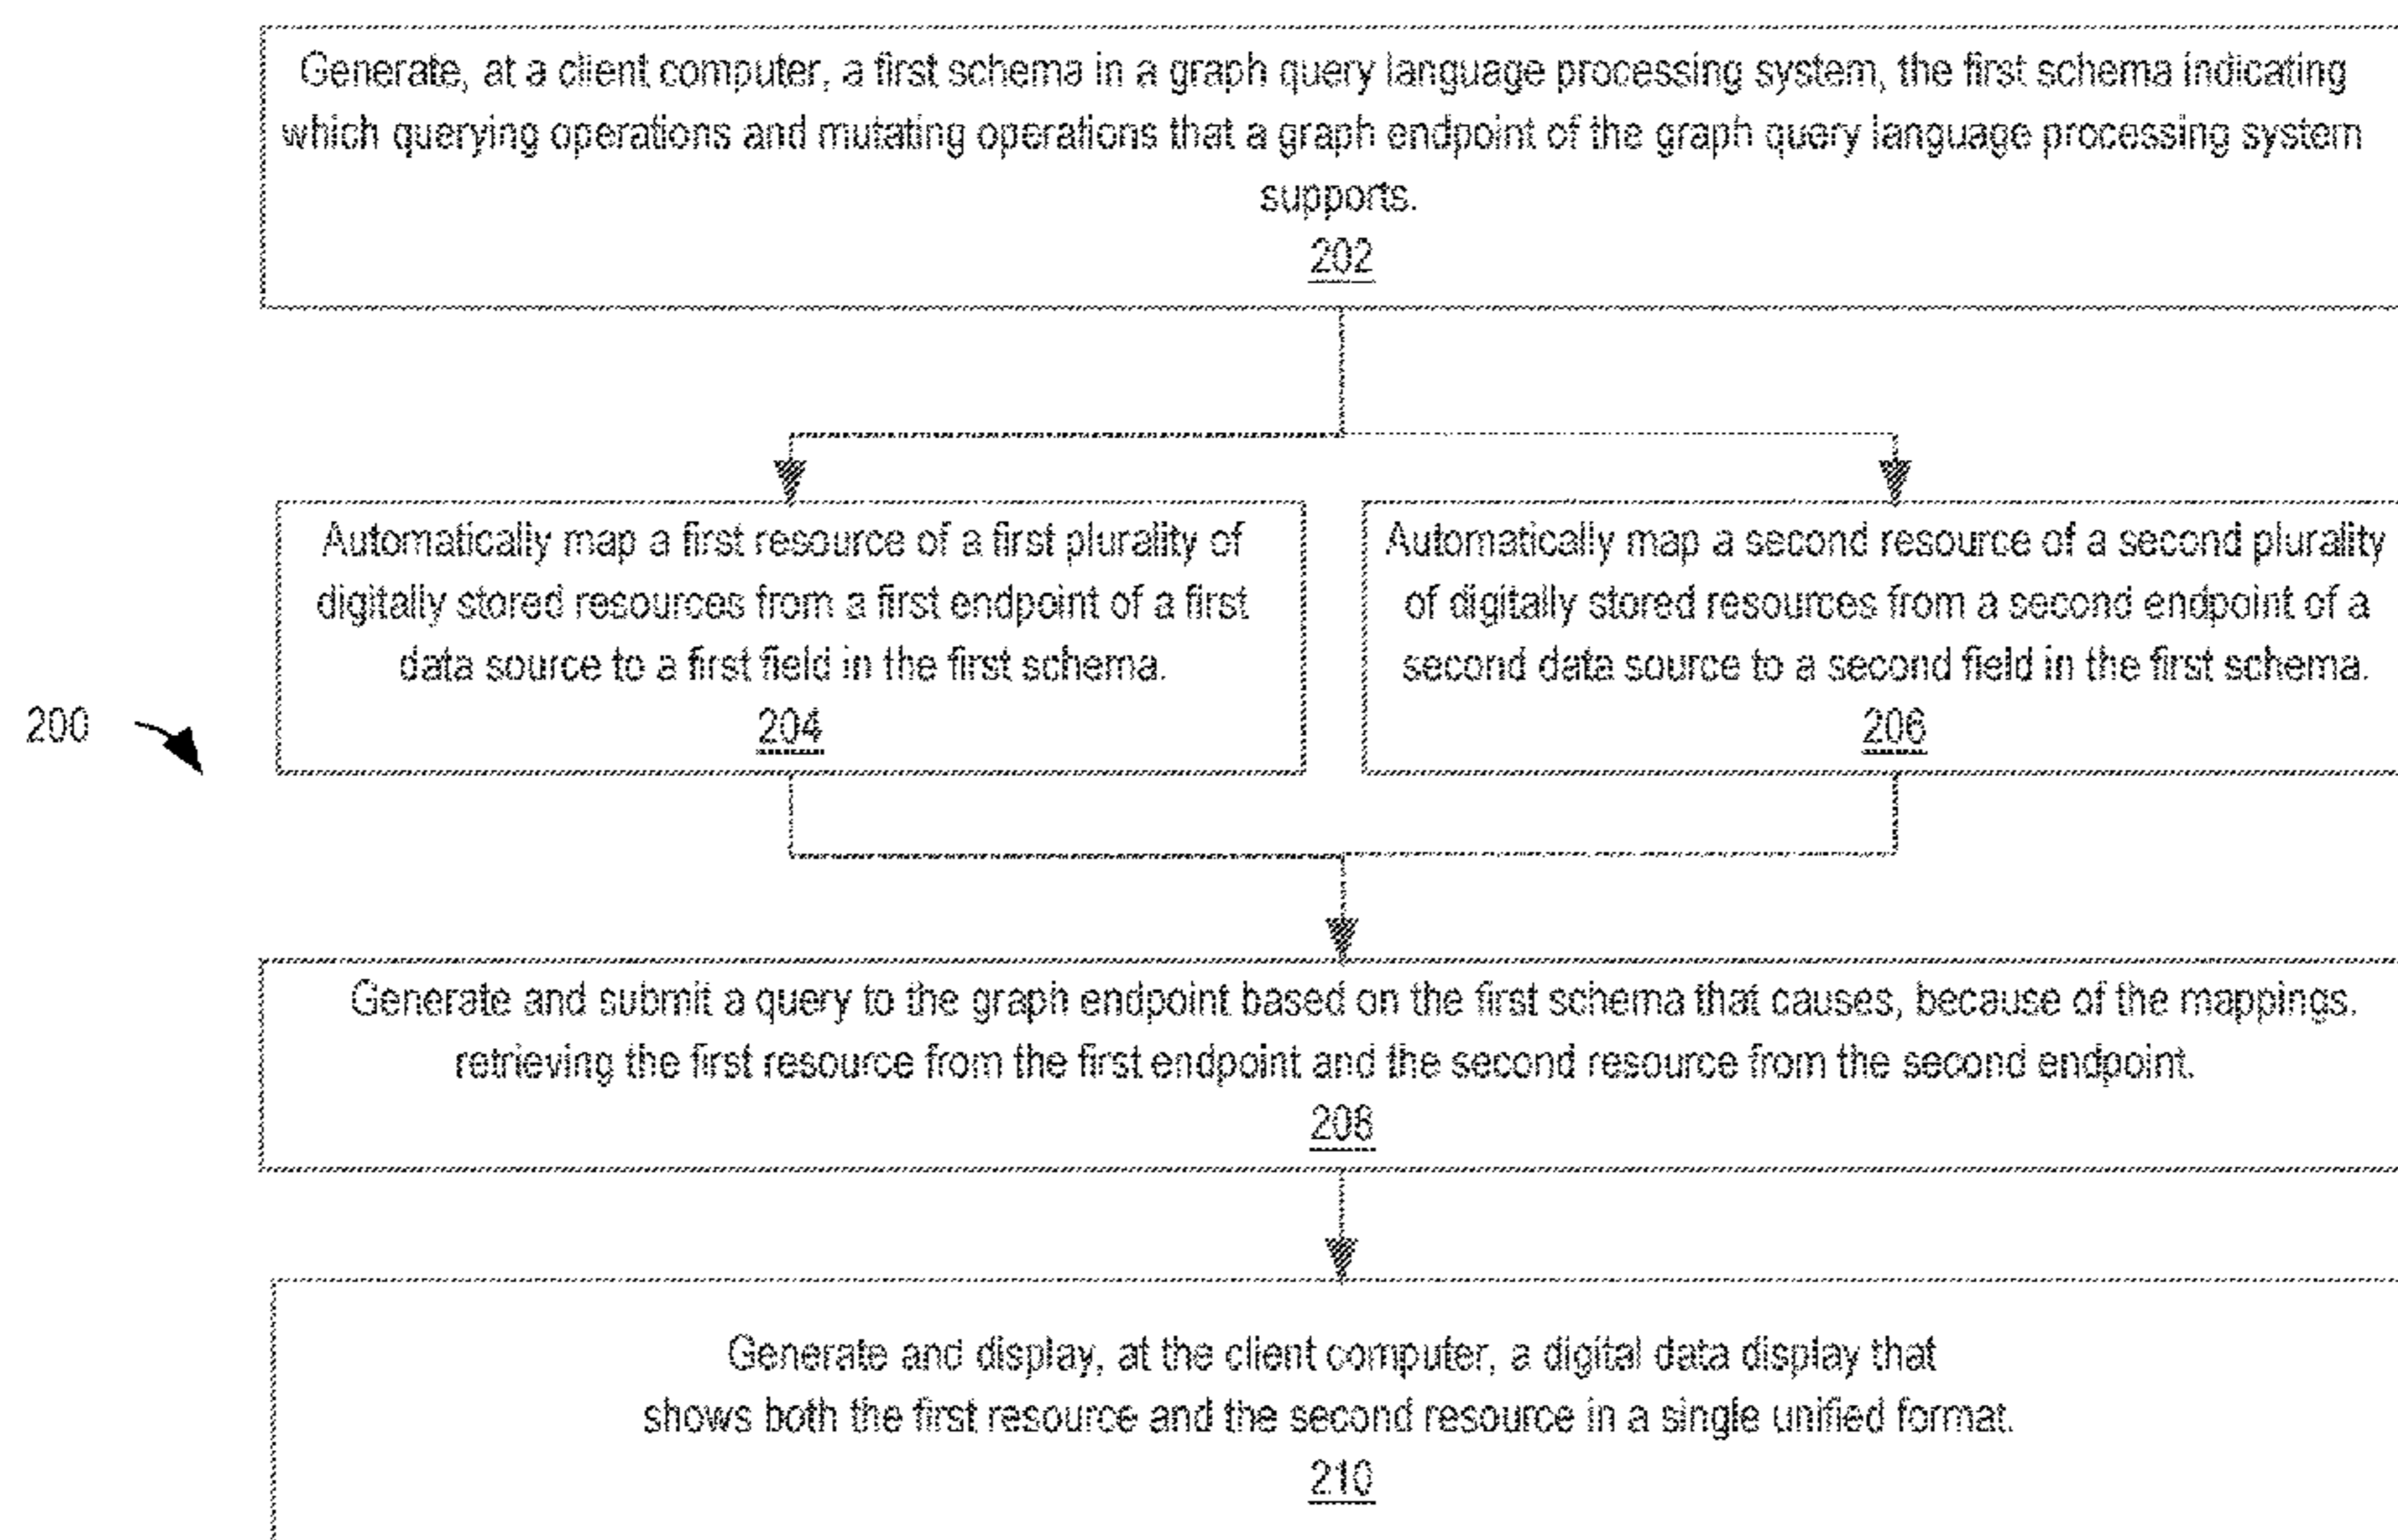 Generate, at a client computer, a first schema in a graph query language processing system, the first schema indicating
which querying operations and mutating operations that a graph endpoint of the graph query language processing system
supports.
202
Automatically map a first resource of a first plurality of
digitally stored resources from a first endpoint of a first
data source to a first field in the first schema.
204
Automatically map a second resource of a second plurality
of digitally stored resources from a second endpoint of a
second data source to a second field in the first schema.
206
200
Generate and submit a query to the graph endpoint based on the first schema that causes, because of the mappings,
retrieving the first resource from the first endpoint and the second resource from the second endpoint.
208
Generate and display, at the client computer, a digital data display that
shows both the first resource and the second resource in a single unified format.
210